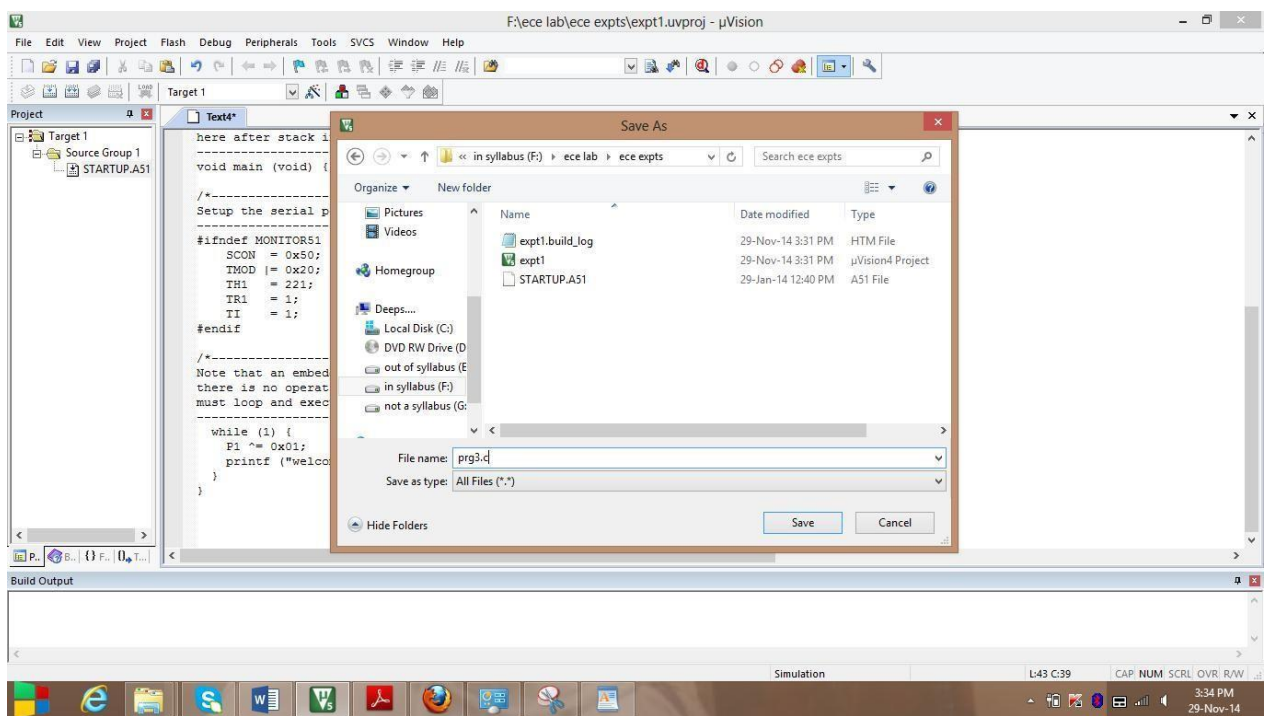 F:\ece lab\ece expts\expt1.uvproj - µVision
File Edit View Project Flash Debug Peripherals Tools SVCS Window Help
Target 1
Project
Target 1
Source Group 1
STARTUP.A51
P.. B.. {} F.. 0 T...
Text4*
here after stack i
void main (void) {
/*-----------------
Setup the serial p
------------------
#ifndef MONITOR51
SCON = 0x50;
TMOD |= 0x20;
TH1 = 221;
TR1 = 1;
TI = 1;
#endif
/*-----------------
Note that an embed
there is no operat
must loop and exec
------------------
while (1) {
P1 ^= 0x01;
printf ("welco
}
}
Save As
« in syllabus (F:) ece lab ece expts
Search ece expts
Organize New folder
Pictures
Videos
Homegroup
Deeps....
Local Disk (C:)
DVD RW Drive (D
out of syllabus (E
in syllabus (F:)
not a syllabus (G:
Name Date modified Type
expt1.build_log 29-Nov-14 3:31 PM HTM File
expt1 29-Nov-14 3:31 PM µVision4 Project
STARTUP.A51 29-Jan-14 12:40 PM A51 File
File name: prg3.c
Save as type: All Files (*.*)
Hide Folders
Save Cancel
Build Output
Simulation
L:43 C:39
CAP NUM SCRL OVR R/W
3:34 PM
29-Nov-14